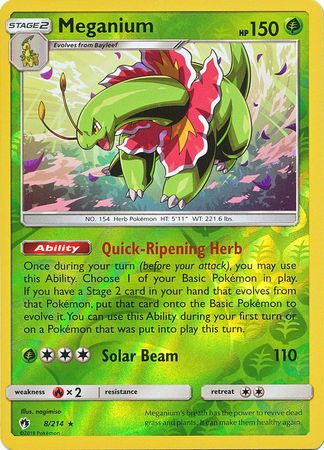 STAGE2 Meganium HP150
Evolves from Bayleef
NO. 154 Herb Pokémon HT: 5'11" WT: 221.6 lbs.
Ability Quick-Ripening Herb
Once during your turn (before your attack), you may use
this Ability. Choose 1 of your Basic Pokémon in play.
If you have a Stage 2 card in your hand that evolves from
that Pokémon, put that card onto the Basic Pokémon to
evolve it. You can use this Ability during your first turn or
on a Pokémon that was put into play this turn.
Solar Beam 110
weakness ×2 resistance retreat
Illus. nagimiso
8/214 ★
©2018 Pokémon
Meganium's breath has the power to revive dead
grass and plants. It can make them healthy again.